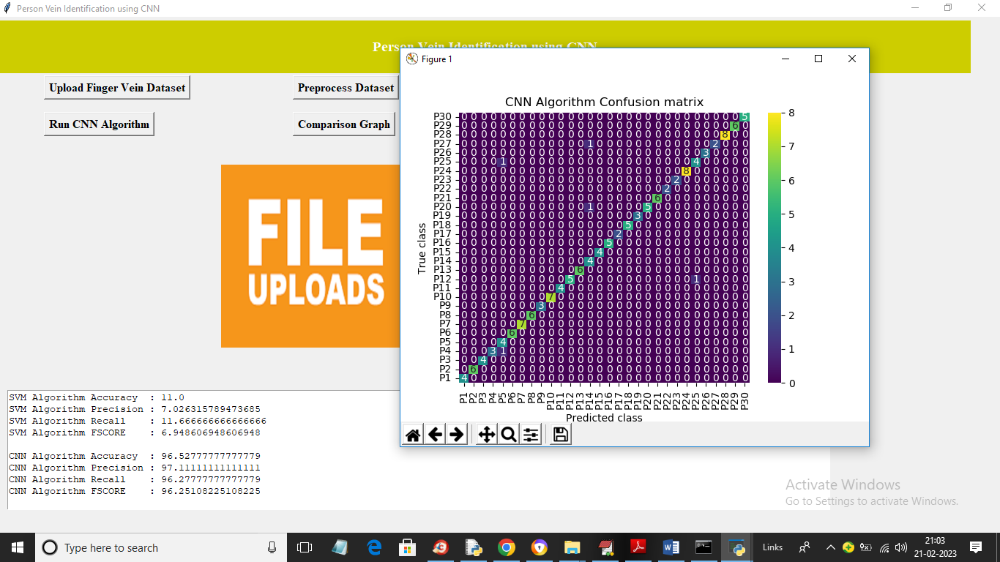 Person Vein Identification using CNN
Person Vein Identification using CNN
Upload Finger Vein Dataset
Preprocess Dataset
Run CNN Algorithm
Comparison Graph
FILE
UPLOADS
SVM Algorithm Accuracy : 11.0
SVM Algorithm Precision : 7.026315789473685
SVM Algorithm Recall : 11.666666666666666
SVM Algorithm FSCORE : 6.948606948606948
CNN Algorithm Accuracy : 96.52777777777779
CNN Algorithm Precision : 97.11111111111111
CNN Algorithm Recall : 96.27777777777779
CNN Algorithm FSCORE : 96.25108225108225
Figure 1
CNN Algorithm Confusion matrix
True class
P30 0 0 0 0 0 0 0 0 0 0 0 0 0 0 0 0 0 0 0 0 0 0 0 0 0 0 0 0 0 5
P29 0 0 0 0 0 0 0 0 0 0 0 0 0 0 0 0 0 0 0 0 0 0 0 0 0 0 0 0 6 0
P28 0 0 0 0 0 0 0 0 0 0 0 0 0 0 0 0 0 0 0 0 0 0 0 0 0 0 0 8 0 0
P27 0 0 0 0 0 0 0 0 0 0 0 0 0 1 0 0 0 0 0 0 0 0 0 0 0 0 2 0 0 0
P26 0 0 0 0 0 0 0 0 0 0 0 0 0 0 0 0 0 0 0 0 0 0 0 0 0 3 0 0 0 0
P25 0 0 0 0 1 0 0 0 0 0 0 0 0 0 0 0 0 0 0 0 0 0 0 0 4 0 0 0 0 0
P24 0 0 0 0 0 0 0 0 0 0 0 0 0 0 0 0 0 0 0 0 0 0 0 8 0 0 0 0 0 0
P23 0 0 0 0 0 0 0 0 0 0 0 0 0 0 0 0 0 0 0 0 0 0 2 0 0 0 0 0 0 0
P22 0 0 0 0 0 0 0 0 0 0 0 0 0 0 0 0 0 0 0 0 0 2 0 0 0 0 0 0 0 0
P21 0 0 0 0 0 0 0 0 0 0 0 0 0 0 0 0 0 0 0 0 6 0 0 0 0 0 0 0 0 0
P20 0 0 0 0 0 0 0 0 0 0 0 0 0 1 0 0 0 0 0 5 0 0 0 0 0 0 0 0 0 0
P19 0 0 0 0 0 0 0 0 0 0 0 0 0 0 0 0 0 0 3 0 0 0 0 0 0 0 0 0 0 0
P18 0 0 0 0 0 0 0 0 0 0 0 0 0 0 0 0 0 5 0 0 0 0 0 0 0 0 0 0 0 0
P17 0 0 0 0 0 0 0 0 0 0 0 0 0 0 0 0 2 0 0 0 0 0 0 0 0 0 0 0 0 0
P16 0 0 0 0 0 0 0 0 0 0 0 0 0 0 0 5 0 0 0 0 0 0 0 0 0 0 0 0 0 0
P15 0 0 0 0 0 0 0 0 0 0 0 0 0 0 4 0 0 0 0 0 0 0 0 0 0 0 0 0 0 0
P14 0 0 0 0 0 0 0 0 0 0 0 0 0 4 0 0 0 0 0 0 0 0 0 0 0 0 0 0 0 0
P13 0 0 0 0 0 0 0 0 0 0 0 0 6 0 0 0 0 0 0 0 0 0 0 0 0 0 0 0 0 0
P12 0 0 0 0 0 0 0 0 0 0 0 5 0 0 0 0 0 0 0 0 0 0 0 0 1 0 0 0 0 0
P11 0 0 0 0 0 0 0 0 0 0 4 0 0 0 0 0 0 0 0 0 0 0 0 0 0 0 0 0 0 0
P10 0 0 0 0 0 0 0 0 0 7 0 0 0 0 0 0 0 0 0 0 0 0 0 0 0 0 0 0 0 0
P9 0 0 0 0 0 0 0 0 3 0 0 0 0 0 0 0 0 0 0 0 0 0 0 0 0 0 0 0 0 0
P8 0 0 0 0 0 0 0 6 0 0 0 0 0 0 0 0 0 0 0 0 0 0 0 0 0 0 0 0 0 0
P7 0 0 0 0 0 0 7 0 0 0 0 0 0 0 0 0 0 0 0 0 0 0 0 0 0 0 0 0 0 0
P6 0 0 0 0 0 6 0 0 0 0 0 0 0 0 0 0 0 0 0 0 0 0 0 0 0 0 0 0 0 0
P5 0 0 0 0 4 0 0 0 0 0 0 0 0 0 0 0 0 0 0 0 0 0 0 0 0 0 0 0 0 0
P4 0 0 0 3 1 0 0 0 0 0 0 0 0 0 0 0 0 0 0 0 0 0 0 0 0 0 0 0 0 0
P3 0 0 4 0 0 0 0 0 0 0 0 0 0 0 0 0 0 0 0 0 0 0 0 0 0 0 0 0 0 0
P2 0 6 0 0 0 0 0 0 0 0 0 0 0 0 0 0 0 0 0 0 0 0 0 0 0 0 0 0 0 0
P1 4 0 0 0 0 0 0 0 0 0 0 0 0 0 0 0 0 0 0 0 0 0 0 0 0 0 0 0 0 0
P1 P2 P3 P4 P5 P6 P7 P8 P9 P10 P11 P12 P13 P14 P15 P16 P17 P18 P19 P20 P21 P22 P23 P24 P25 P26 P27 P28 P29 P30
Predicted class
8
7
6
5
4
3
2
1
0
Activate Windows
Go to Settings to activate Windows.
Type here to search
Links
21:03
21-02-2023